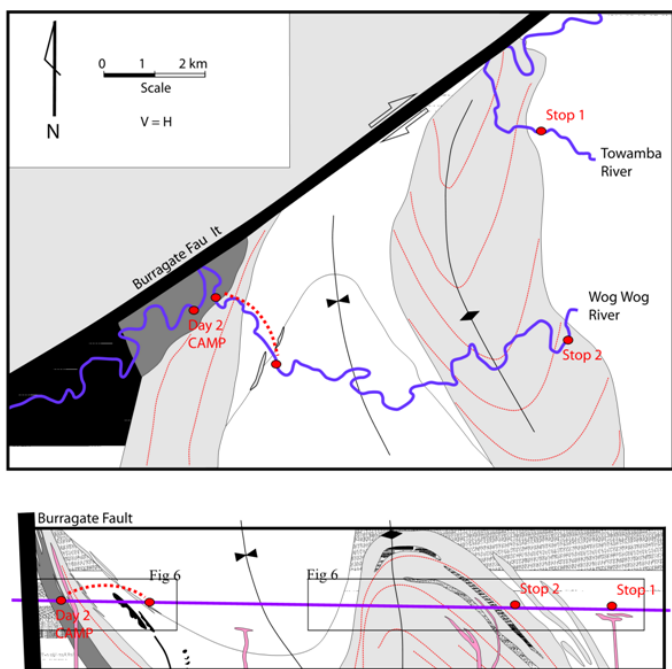 0 1 2 km
Scale
N
V = H
Stop 1
Towamba
River
Burragate Fau lt
Wog Wog
River
Day 2
CAMP
Stop 2
Burragate Fault
Fig.6
Fig.6
Stop 2
Stop 1
Day 2
CAMP